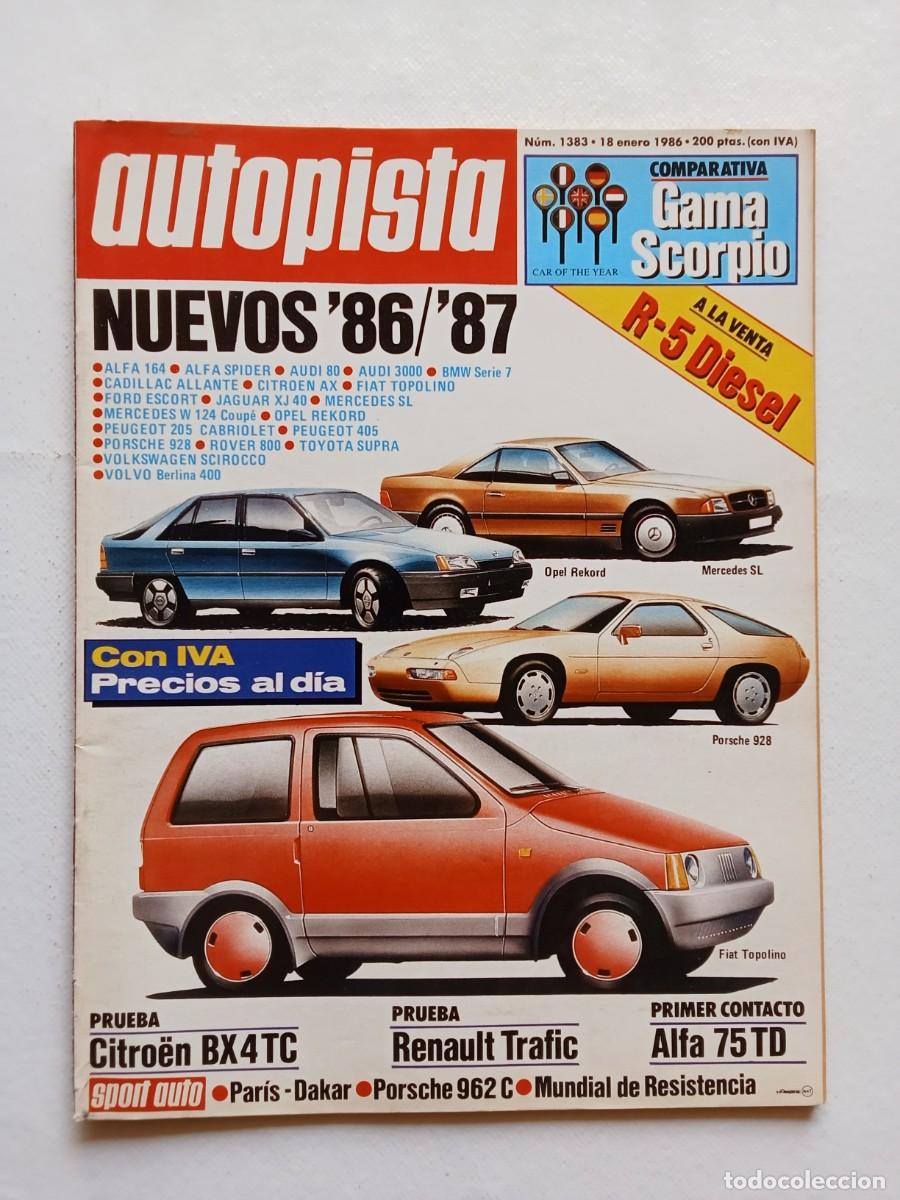 autopista
Núm. 1383 • 18 enero 1986 • 200 ptas. (con IVA)
COMPARATIVA
Gama
Scorpio
CAR OF THE YEAR
A LA VENTA
R-5 Diesel
NUEVOS '86/'87
• ALFA 164 • ALFA SPIDER • AUDI 80 • AUDI 3000 • BMW Serie 7
• CADILLAC ALLANTE • CITROEN AX • FIAT TOPOLINO
• FORD ESCORT • JAGUAR XJ 40 • MERCEDES SL
• MERCEDES W 124 Coupé • OPEL REKORD
• PEUGEOT 205 CABRIOLET • PEUGEOT 405
• PORSCHE 928 • ROVER 800 • TOYOTA SUPRA
• VOLKSWAGEN SCIROCCO
• VOLVO Berlina 400
Opel Rekord
Mercedes SL
Con IVA
Precios al día
Porsche 928
Fiat Topolino
PRUEBA
Citroën BX4TC
PRUEBA
Renault Trafic
PRIMER CONTACTO
Alfa 75 TD
sport auto • París - Dakar • Porsche 962 C • Mundial de Resistencia
todocoleccion